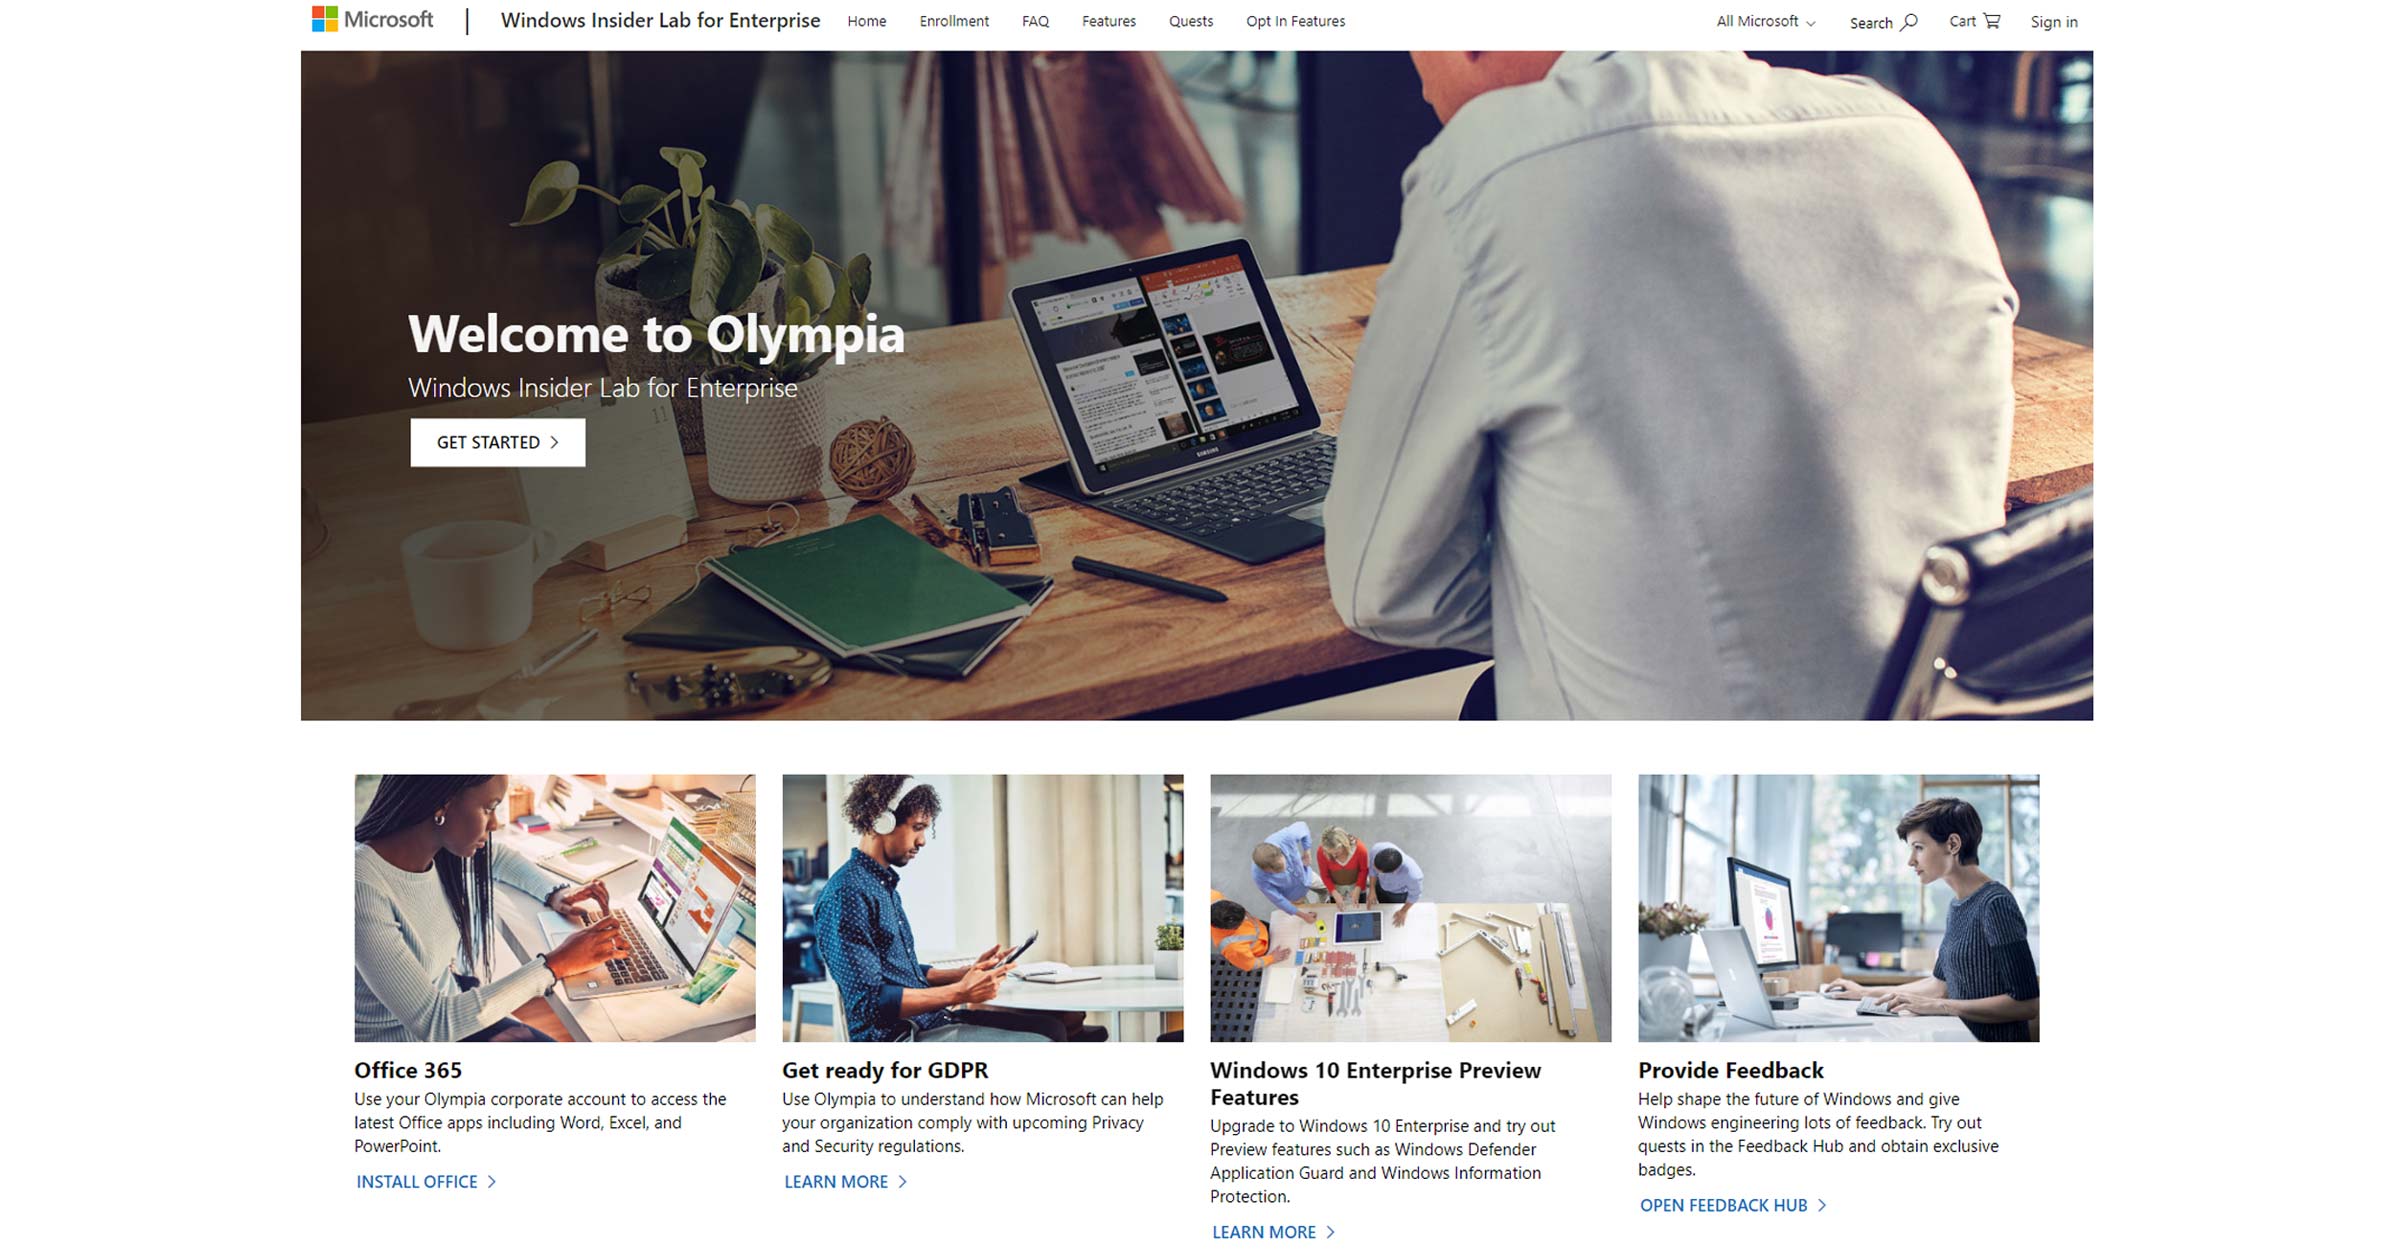 Microsoft
Windows Insider Lab for Enterprise
Home
Enrollment
FAQ
Features
Quests
Opt In Features
All Microsoft
Search
Cart
Sign in
Welcome to Olympia
Windows Insider Lab for Enterprise
GET STARTED
11
SAMSUNG
Office 365
Use your Olympia corporate account to access the
latest Office apps including Word, Excel, and
PowerPoint.
INSTALL OFFICE
Get ready for GDPR
Use Olympia to understand how Microsoft can help
your organization comply with upcoming Privacy
and Security regulations.
LEARN MORE
Windows 10 Enterprise Preview
Features
Upgrade to Windows 10 Enterprise and try out
Preview features such as Windows Defender
Application Guard and Windows Information
Protection.
LEARN MORE
Provide Feedback
Help shape the future of Windows and give
Windows engineering lots of feedback. Try out
quests in the Feedback Hub and obtain exclusive
badges.
OPEN FEEDBACK HUB